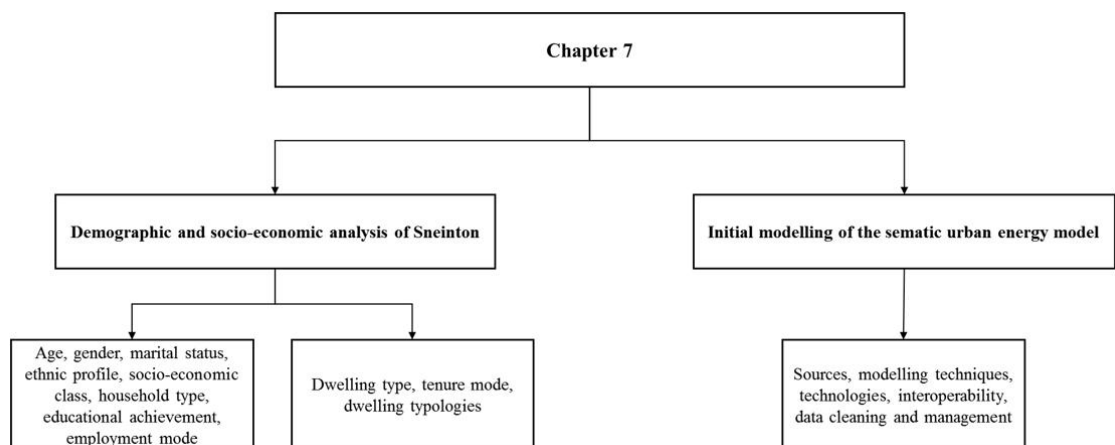 Chapter 7
Demographic and socio-economic analysis of Sneinton
Initial modelling of the sematic urban energy model
Age, gender, marital status,
ethnic profile, socio-economic
class, household type,
educational achievement,
employment mode
Dwelling type, tenure mode,
dwelling typologies
Sources, modelling techniques,
technologies, interoperability,
data cleaning and management